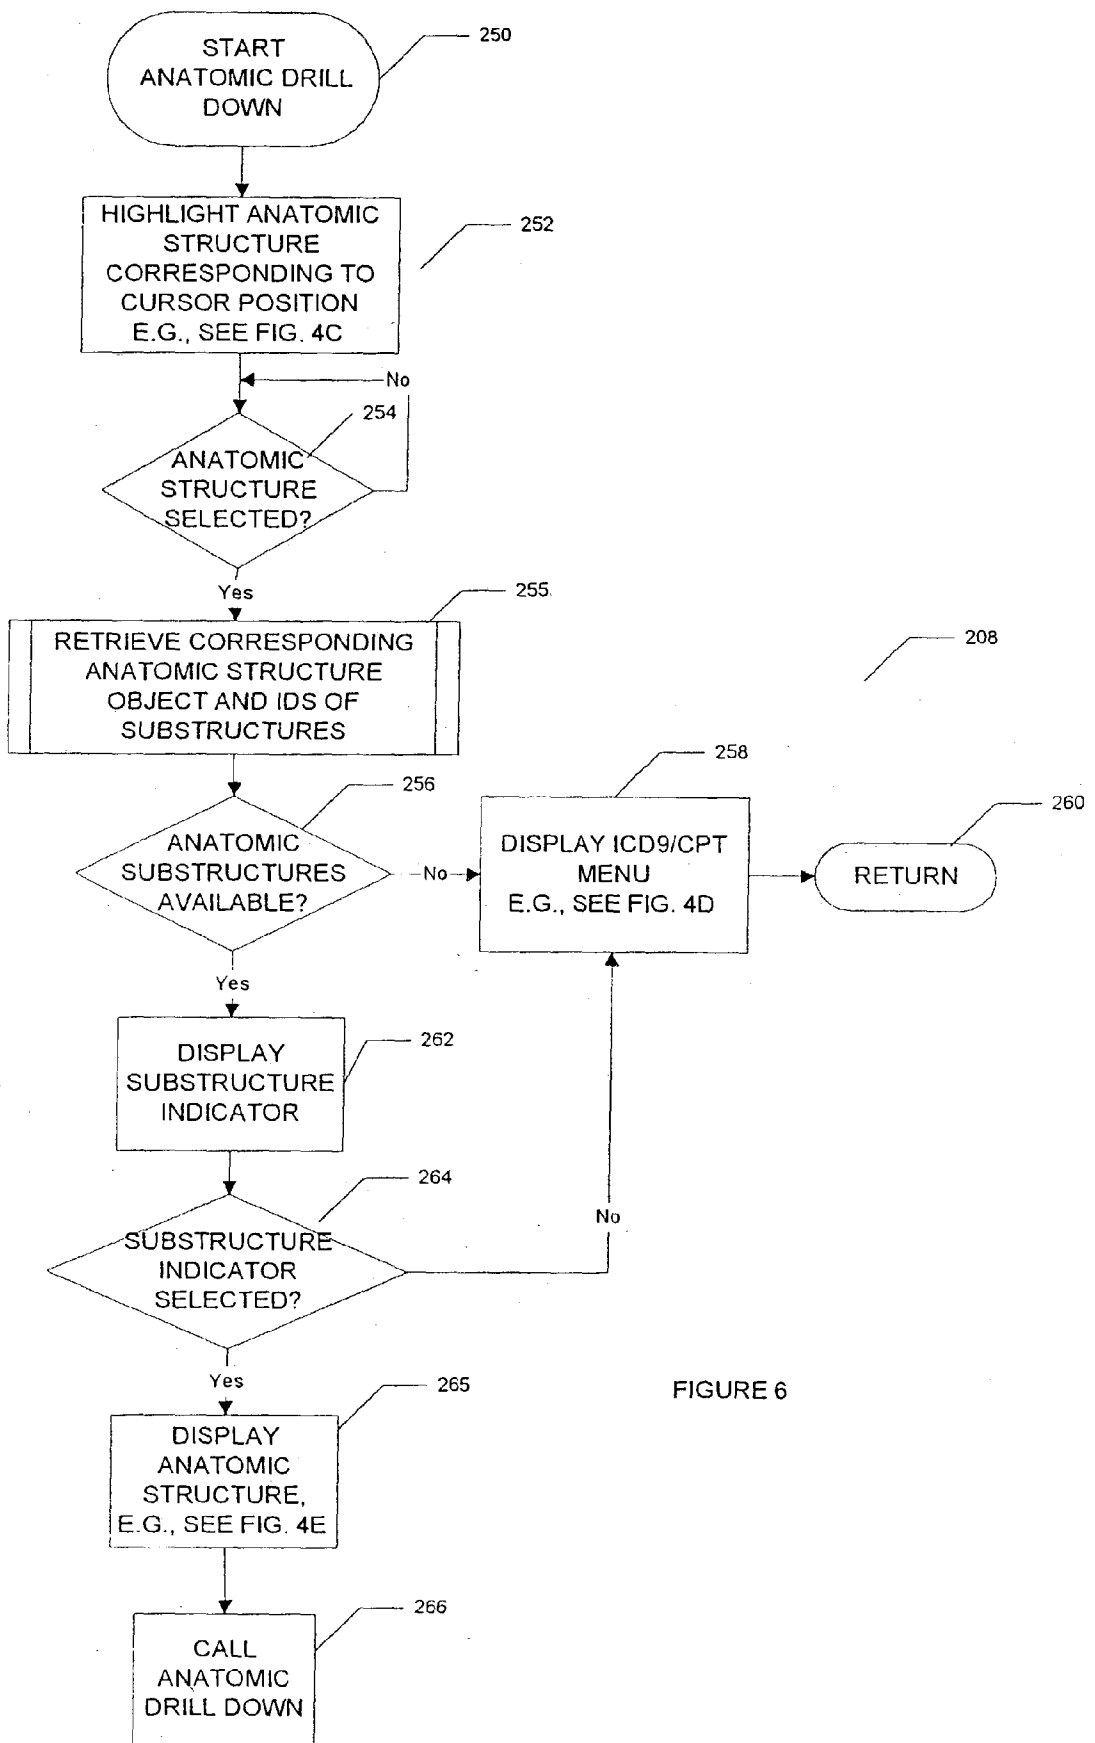 START
ANATOMIC DRILL
DOWN
250
HIGHLIGHT ANATOMIC
STRUCTURE
CORRESPONDING TO
CURSOR POSITION
E.G., SEE FIG. 4C
252
No
254
ANATOMIC
STRUCTURE
SELECTED?
Yes
255
RETRIEVE CORRESPONDING
ANATOMIC STRUCTURE
OBJECT AND IDS OF
SUBSTRUCTURES
208
256
ANATOMIC
SUBSTRUCTURES
AVAILABLE?
No
258
DISPLAY ICD9/CPT
MENU
E.G., SEE FIG. 4D
260
RETURN
Yes
262
DISPLAY
SUBSTRUCTURE
INDICATOR
264
SUBSTRUCTURE
INDICATOR
SELECTED?
No
Yes
265
DISPLAY
ANATOMIC
STRUCTURE,
E.G., SEE FIG. 4E
FIGURE 6
266
CALL
ANATOMIC
DRILL DOWN